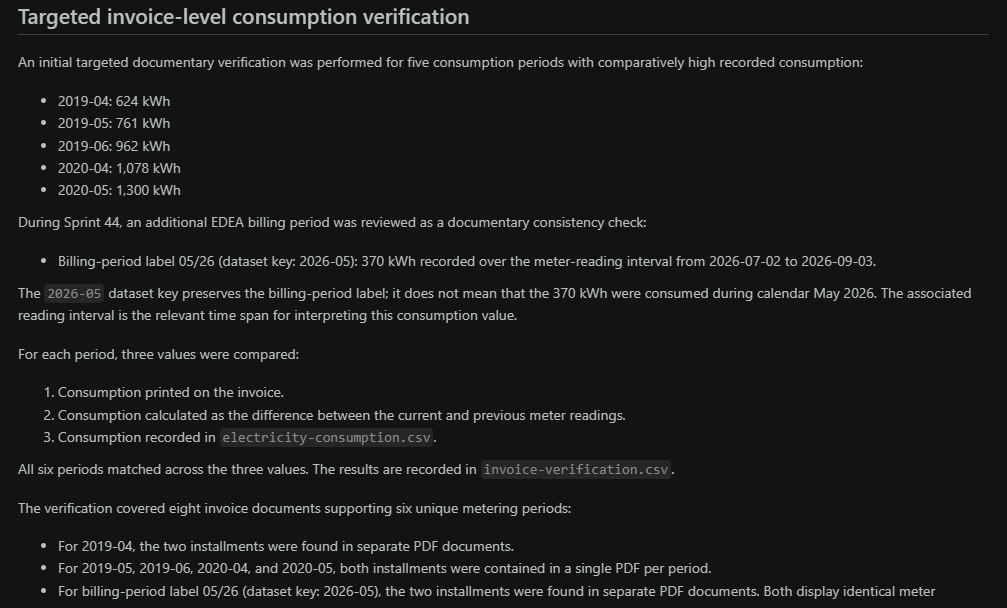 Targeted invoice-level consumption verification
An initial targeted documentary verification was performed for five consumption periods with comparatively high recorded consumption:
• 2019-04: 624 kWh
• 2019-05: 761 kWh
• 2019-06: 962 kWh
• 2020-04: 1,078 kWh
• 2020-05: 1,300 kWh
During Sprint 44, an additional EDEA billing period was reviewed as a documentary consistency check:
• Billing-period label 05/26 (dataset key: 2026-05): 370 kWh recorded over the meter-reading interval from 2026-07-02 to 2026-09-03.
The 2026-05 dataset key preserves the billing-period label; it does not mean that the 370 kWh were consumed during calendar May 2026. The associated
reading interval is the relevant time span for interpreting this consumption value.
For each period, three values were compared:
1. Consumption printed on the invoice.
2. Consumption calculated as the difference between the current and previous meter readings.
3. Consumption recorded in electricity-consumption.csv.
All six periods matched across the three values. The results are recorded in invoice-verification.csv.
The verification covered eight invoice documents supporting six unique metering periods:
• For 2019-04, the two installments were found in separate PDF documents.
• For 2019-05, 2019-06, 2020-04, and 2020-05, both installments were contained in a single PDF per period.
• For billing-period label 05/26 (dataset key: 2026-05), the two installments were found in separate PDF documents. Both display identical meter